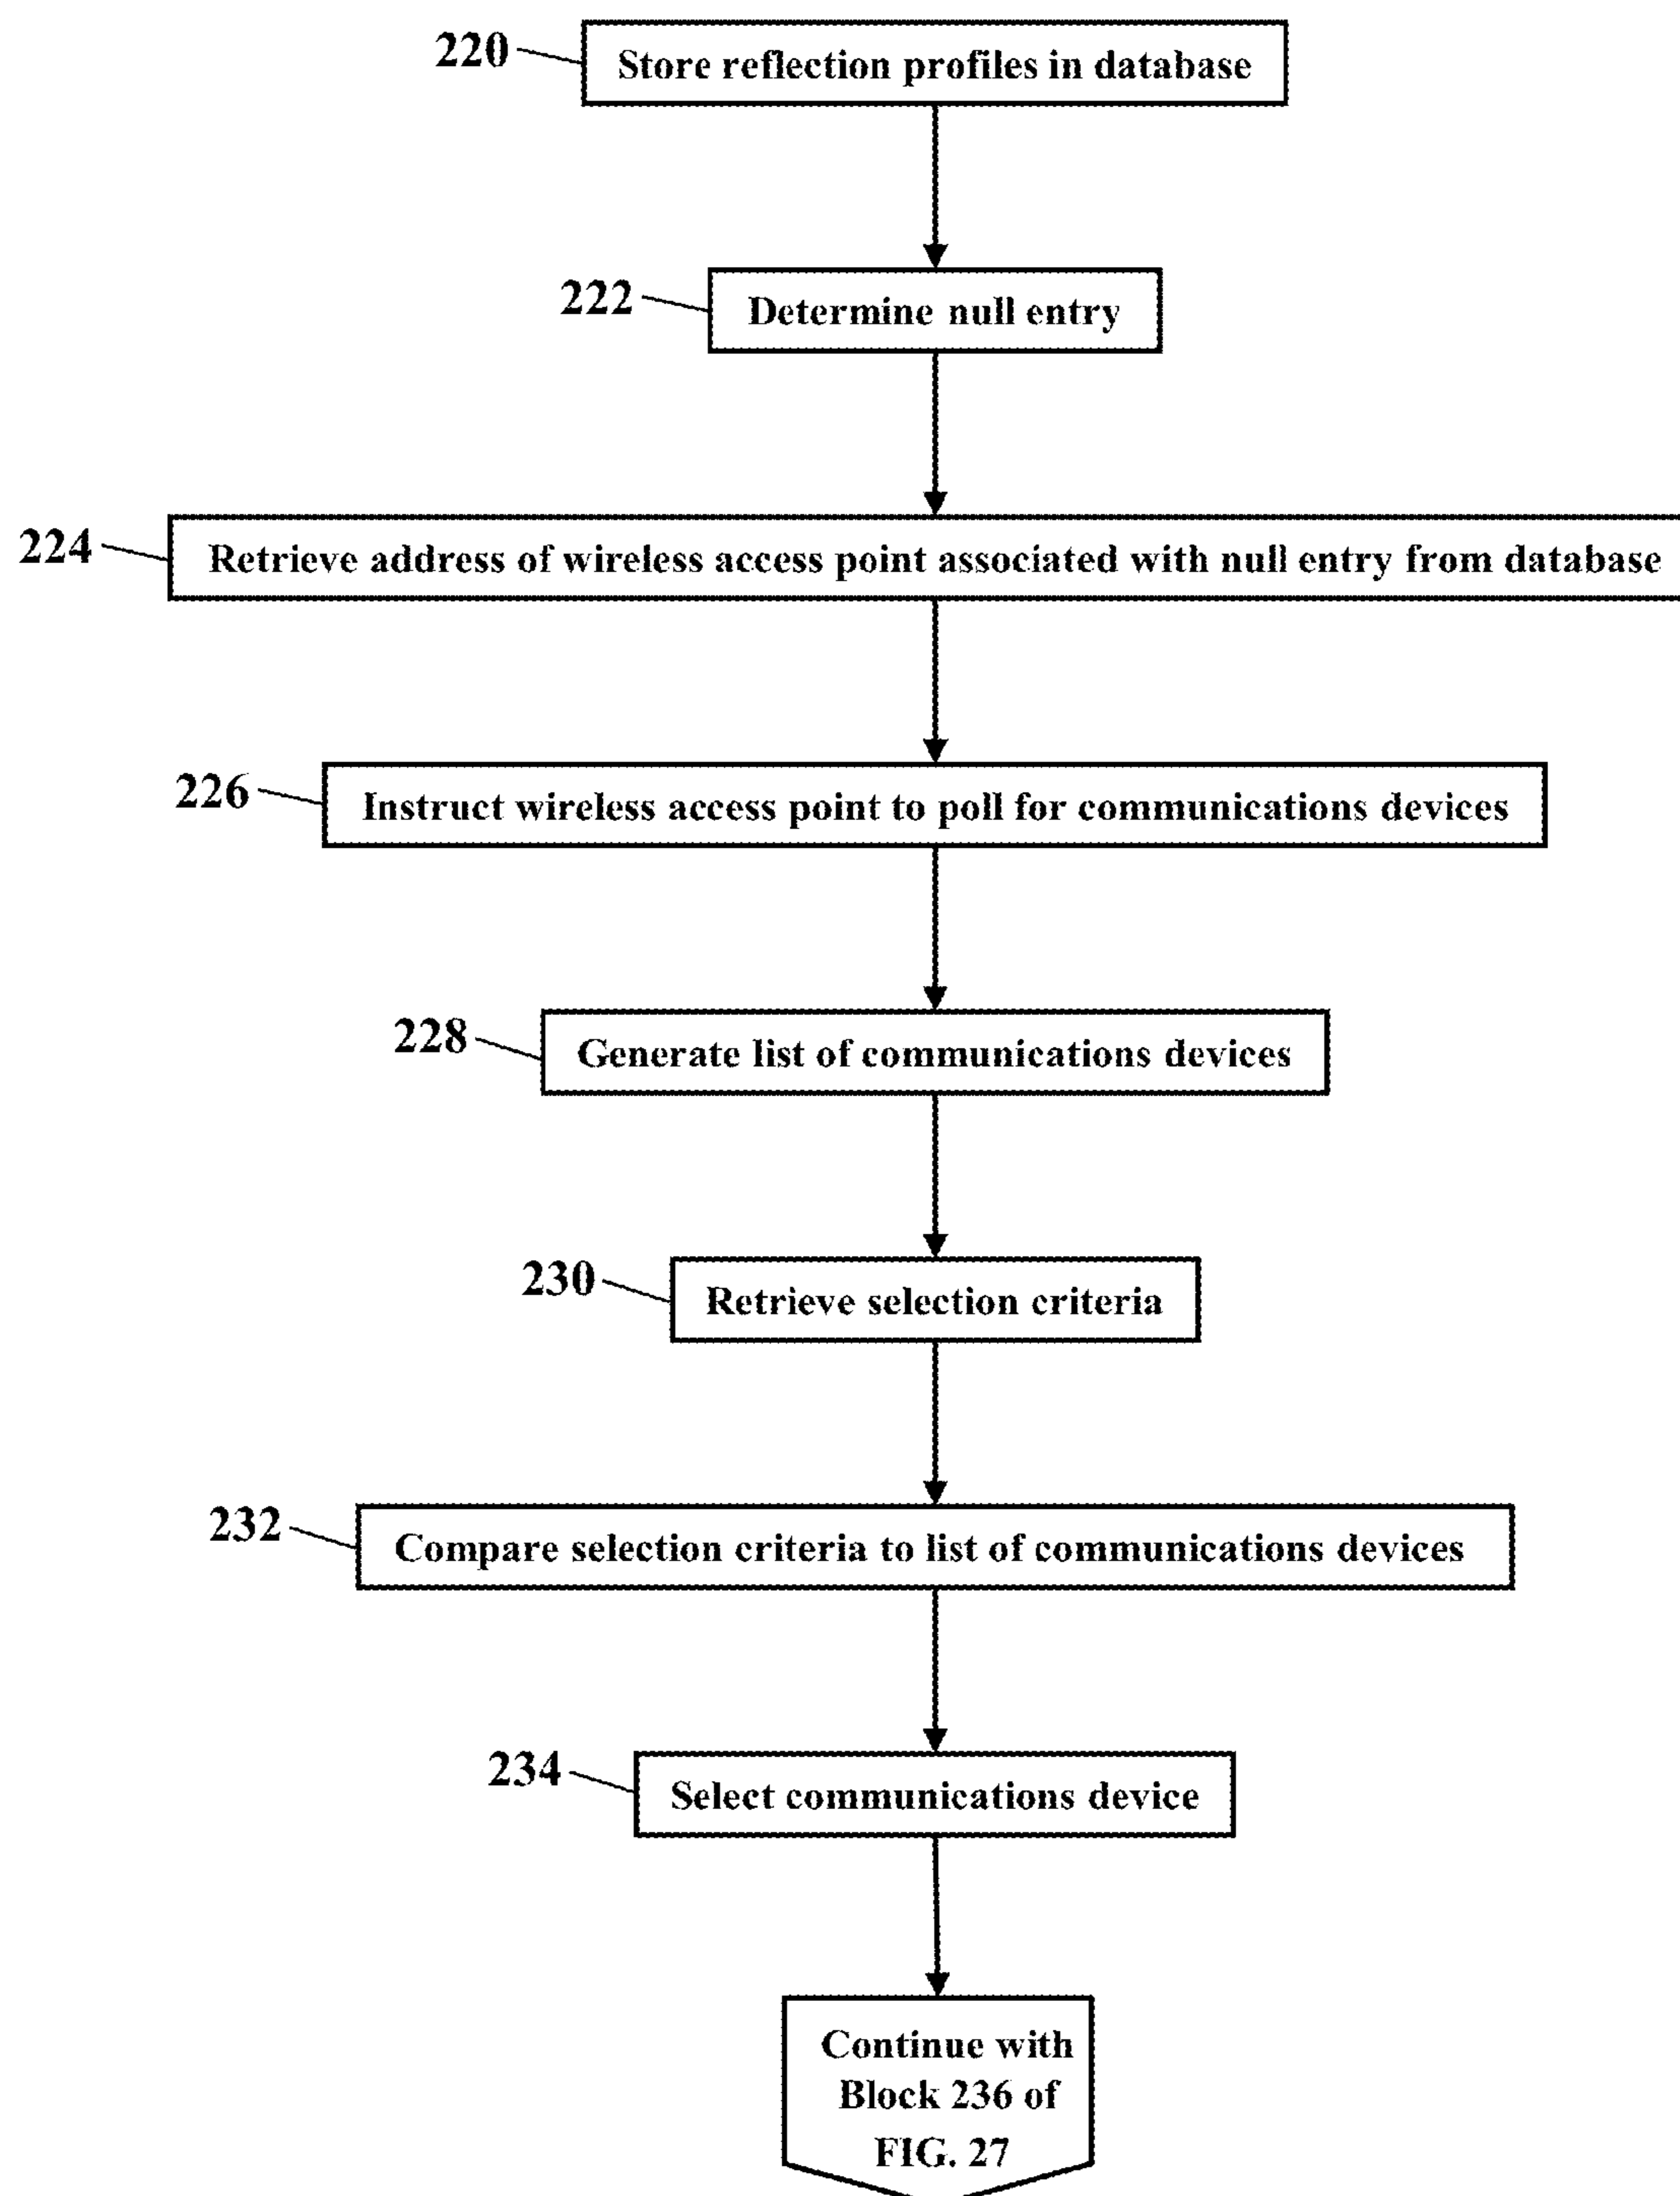 220
Store reflection profiles in database
222
Determine null entry
224
Retrieve address of wireless access point associated with null entry from database
226
Instruct wireless access point to poll for communications devices
228
Generate list of communications devices
230
Retrieve selection criteria
232
Compare selection criteria to list of communications devices
234
Select communications device
Continue with
Block 236 of
FIG. 27